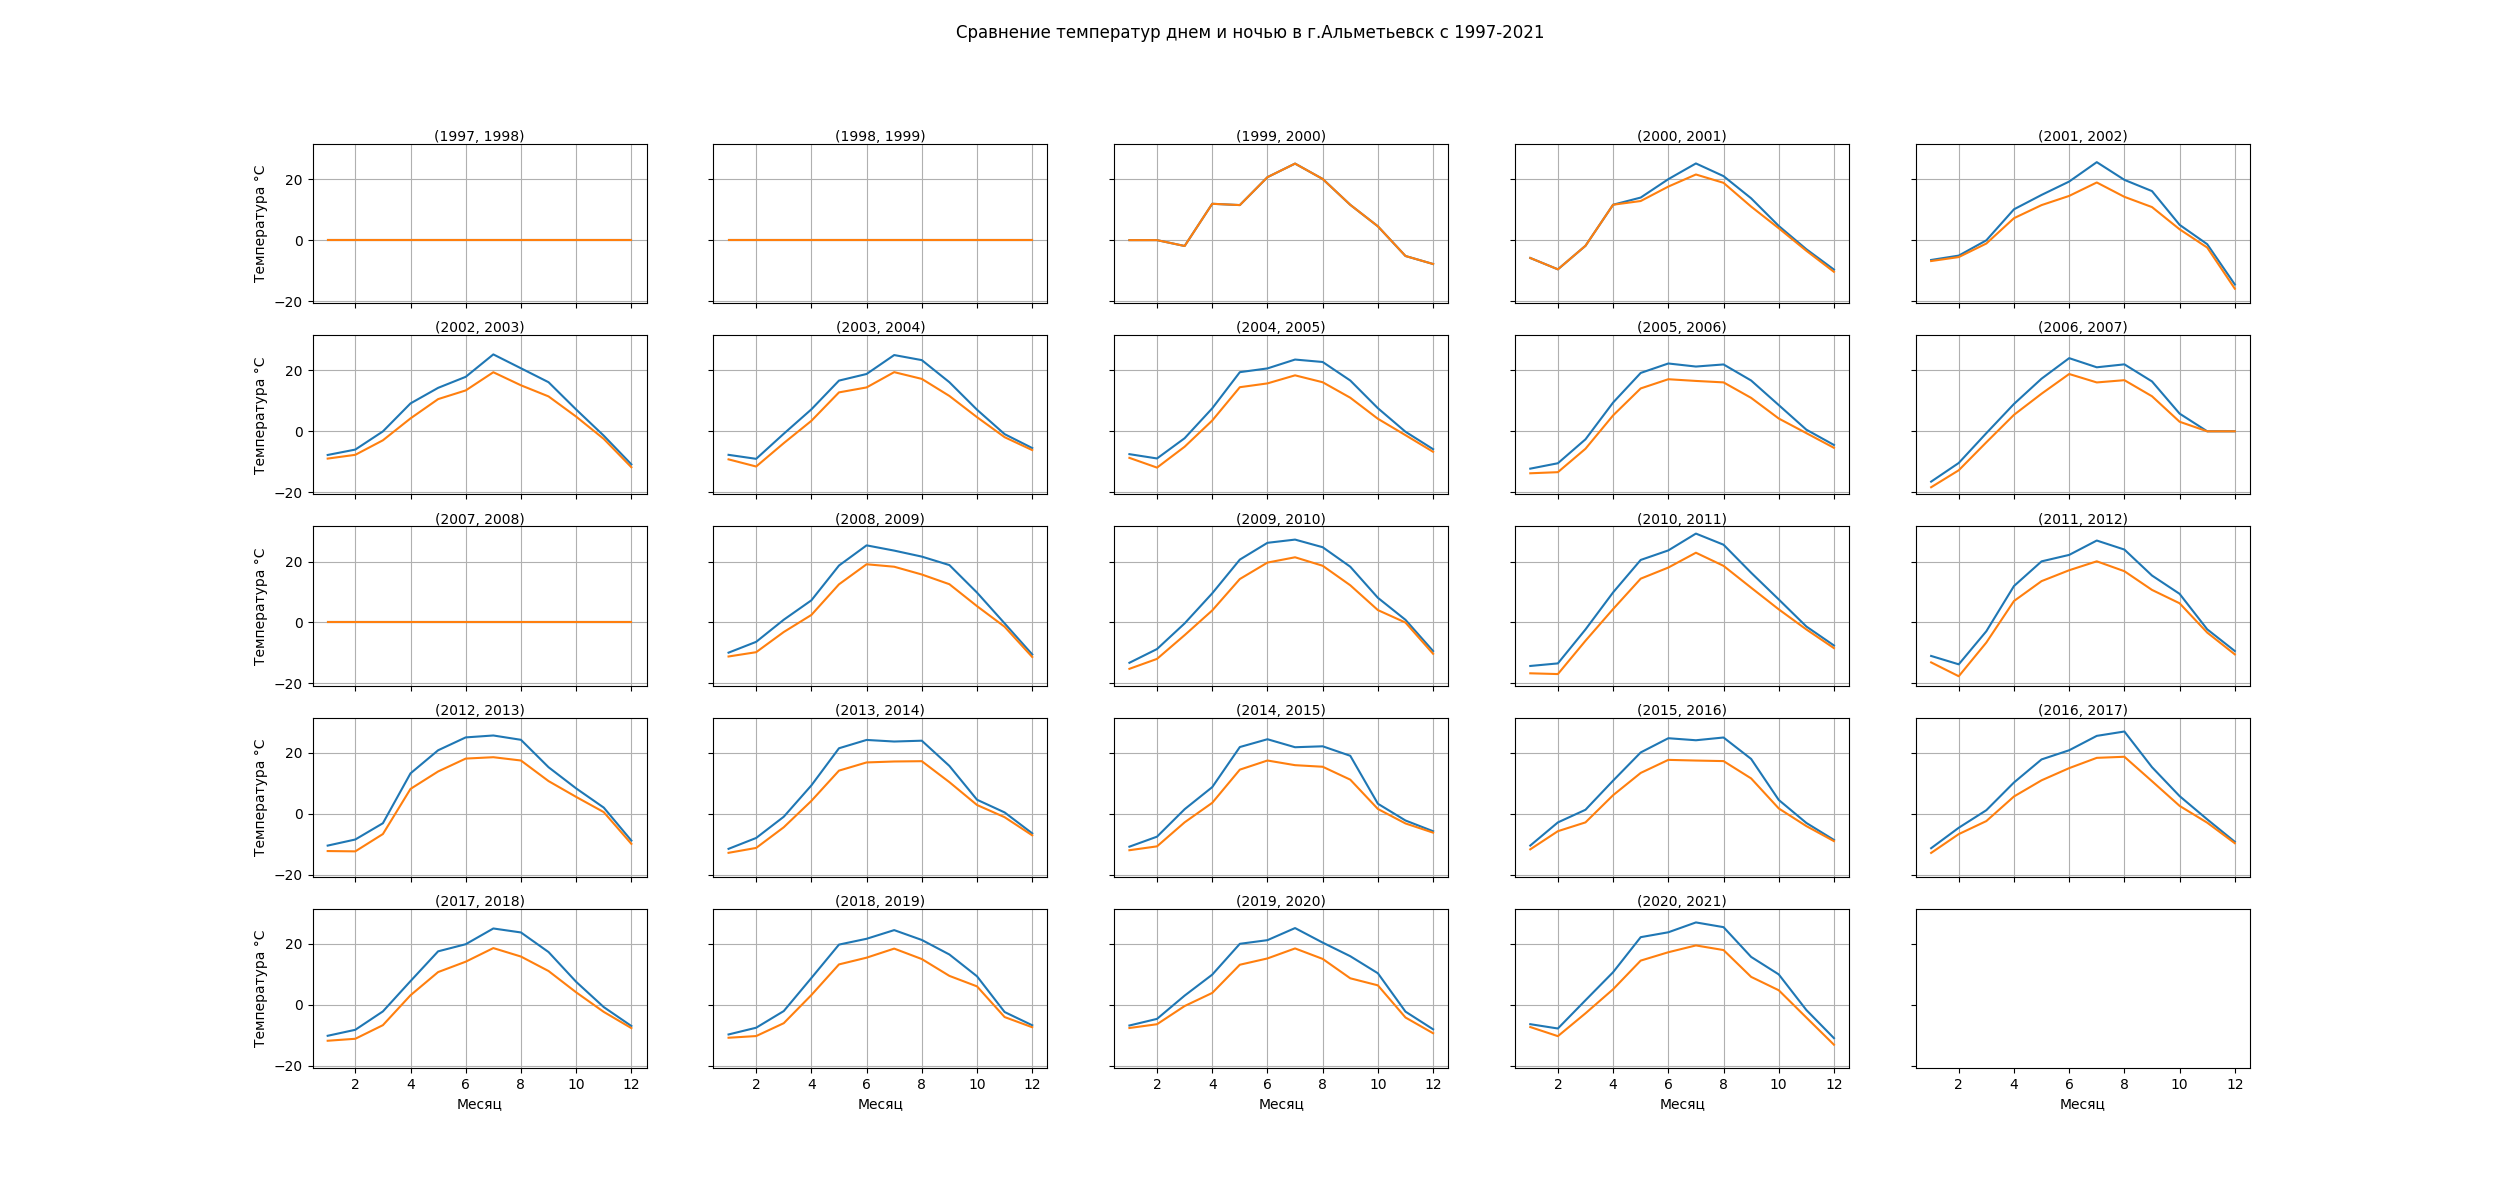 Сравнение температур днем и ночью в г.Альметьевск с 1997-2021
(1997, 1998) (1998, 1999) (1999, 2000) (2000, 2001) (2001, 2002)
Температура °C
20
0
−20
(2002, 2003) (2003, 2004) (2004, 2005) (2005, 2006) (2006, 2007)
Температура °C
20
0
−20
(2007, 2008) (2008, 2009) (2009, 2010) (2010, 2011) (2011, 2012)
Температура °C
20
0
−20
(2012, 2013) (2013, 2014) (2014, 2015) (2015, 2016) (2016, 2017)
Температура °C
20
0
−20
(2017, 2018) (2018, 2019) (2019, 2020) (2020, 2021)
Температура °C
20
0
−20
2 4 6 8 10 12 2 4 6 8 10 12 2 4 6 8 10 12 2 4 6 8 10 12 2 4 6 8 10 12
Месяц Месяц Месяц Месяц Месяц